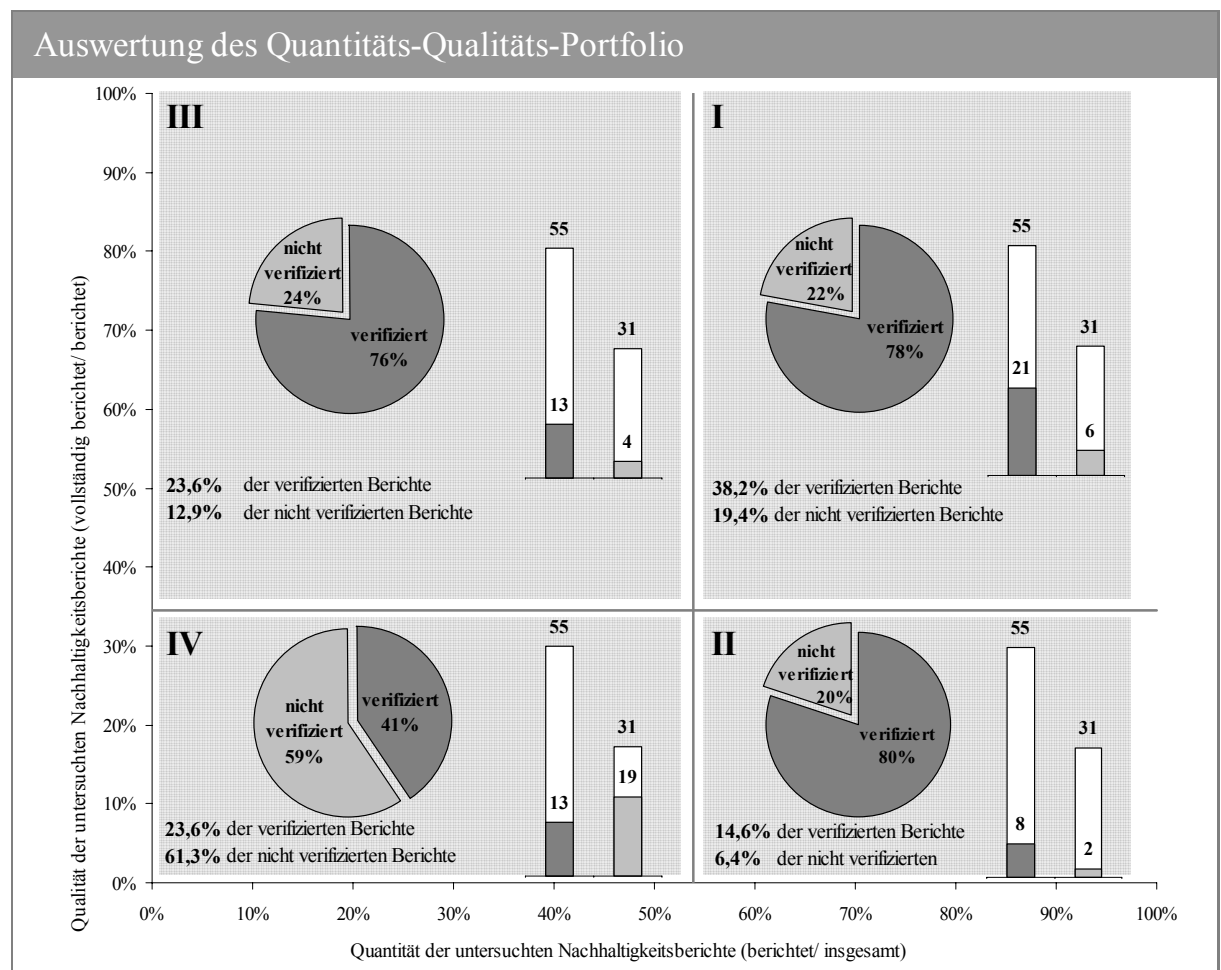 Auswertung des Quantitäts-Qualitäts-Portfolio
Qualität der untersuchten Nachhaltigkeitsberichte (vollständig berichtet/ berichtet)
100%
90%
80%
70%
60%
50%
40%
30%
20%
10%
0%
III
nicht
verifiziert
24%
verifiziert
76%
55
13
31
4
23,6% der verifizierten Berichte
12,9% der nicht verifizierten Berichte
I
nicht
verifiziert
22%
verifiziert
78%
55
21
31
6
38,2% der verifizierten Berichte
19,4% der nicht verifizierten Berichte
IV
nicht
verifiziert
59%
verifiziert
41%
55
13
31
19
23,6% der verifizierten Berichte
61,3% der nicht verifizierten Berichte
II
nicht
verifiziert
20%
verifiziert
80%
55
8
31
2
14,6% der verifizierten Berichte
6,4% der nicht verifizierten
0% 10% 20% 30% 40% 50% 60% 70% 80% 90% 100%
Quantität der untersuchten Nachhaltigkeitsberichte (berichtet/ insgesamt)